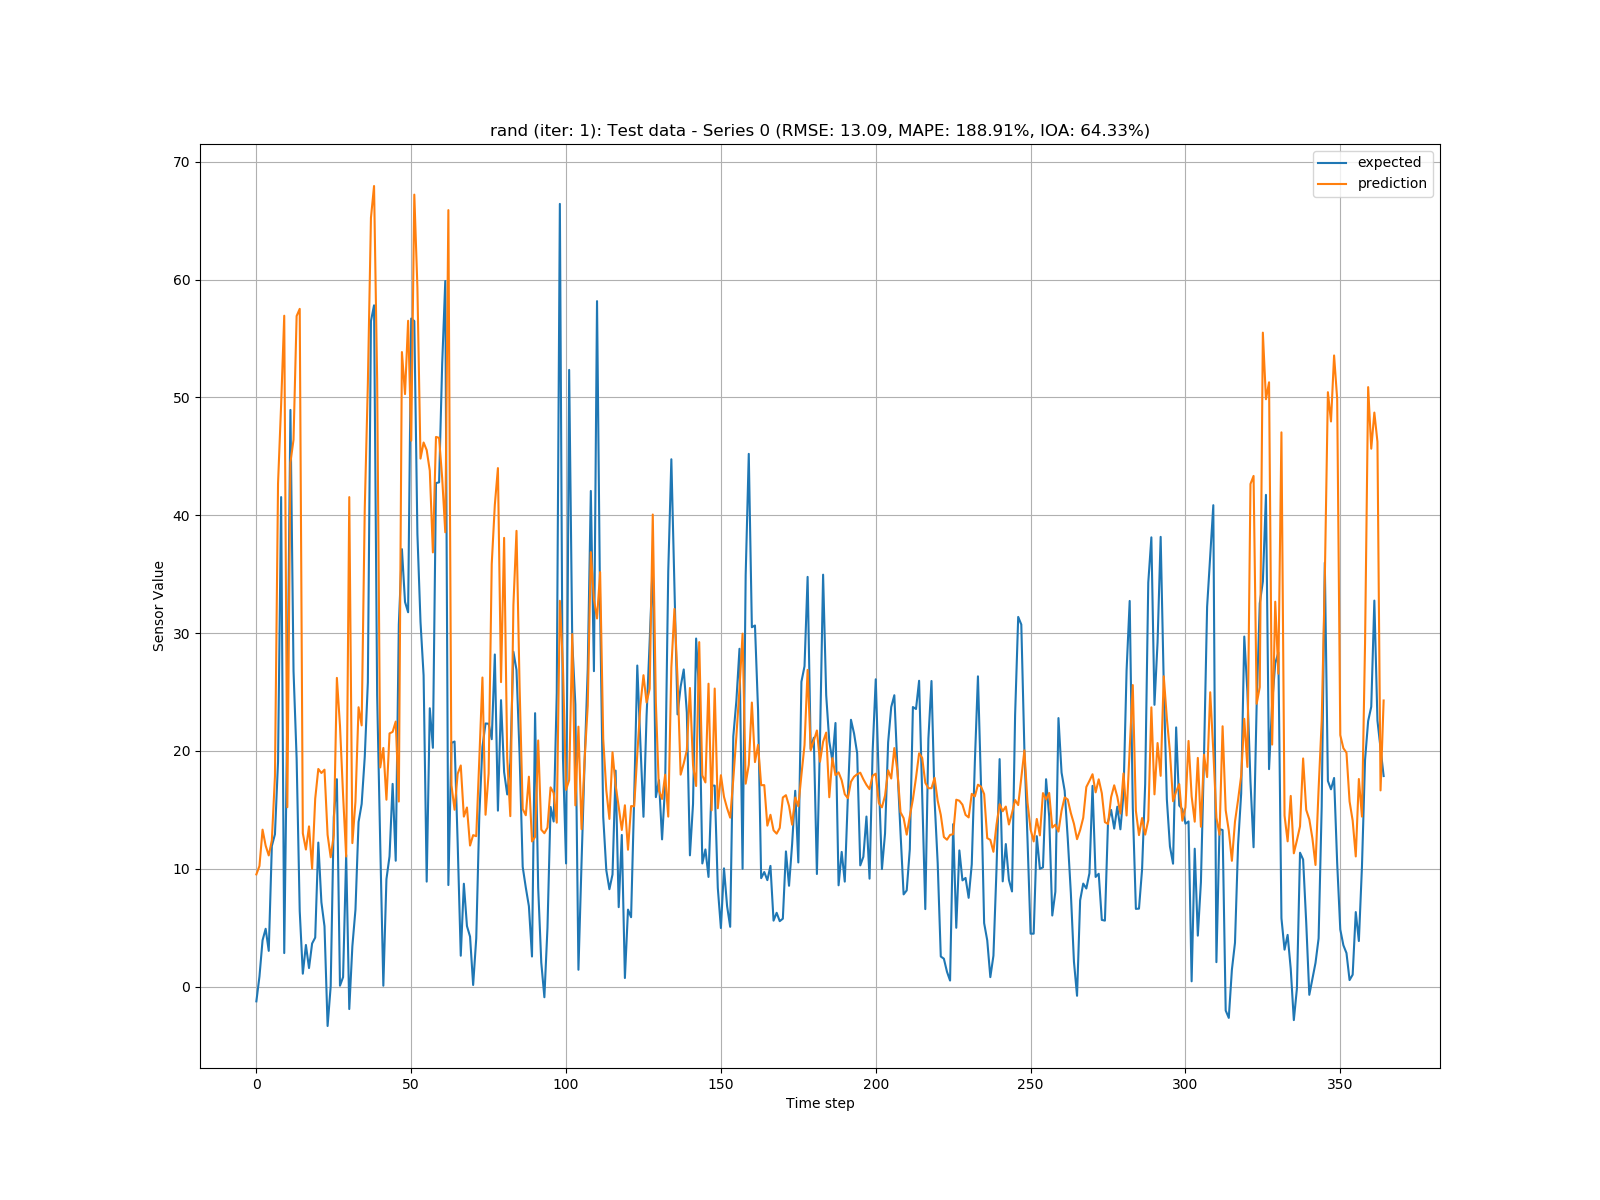 rand (iter: 1): Test data - Series 0 (RMSE: 13.09, MAPE: 188.91%, IOA: 64.33%)
expected
prediction
70
60
50
40
30
20
10
0
Sensor Value
0 50 100 150 200 250 300 350
Time step